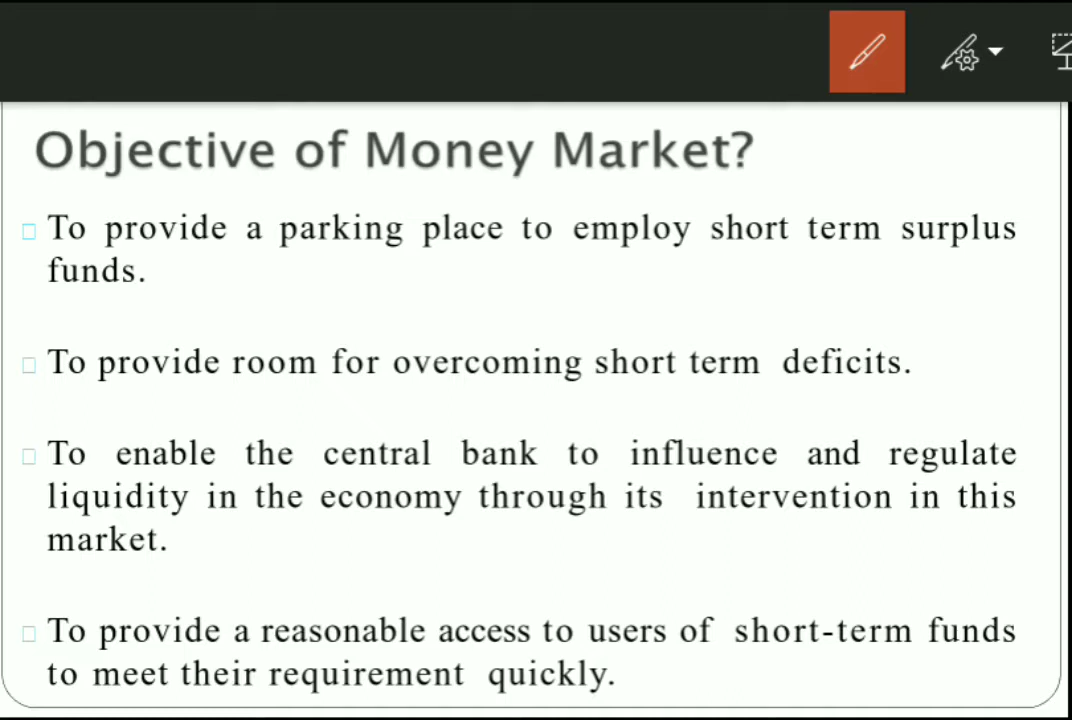 Objective of Money Market?
To provide a parking place to employ short term surplus
funds.
To provide room for overcoming short term deficits.
To enable the central bank to influence and regulate
liquidity in the economy through its intervention in this
market.
To provide a reasonable access to users of short-term funds
to meet their requirement quickly.